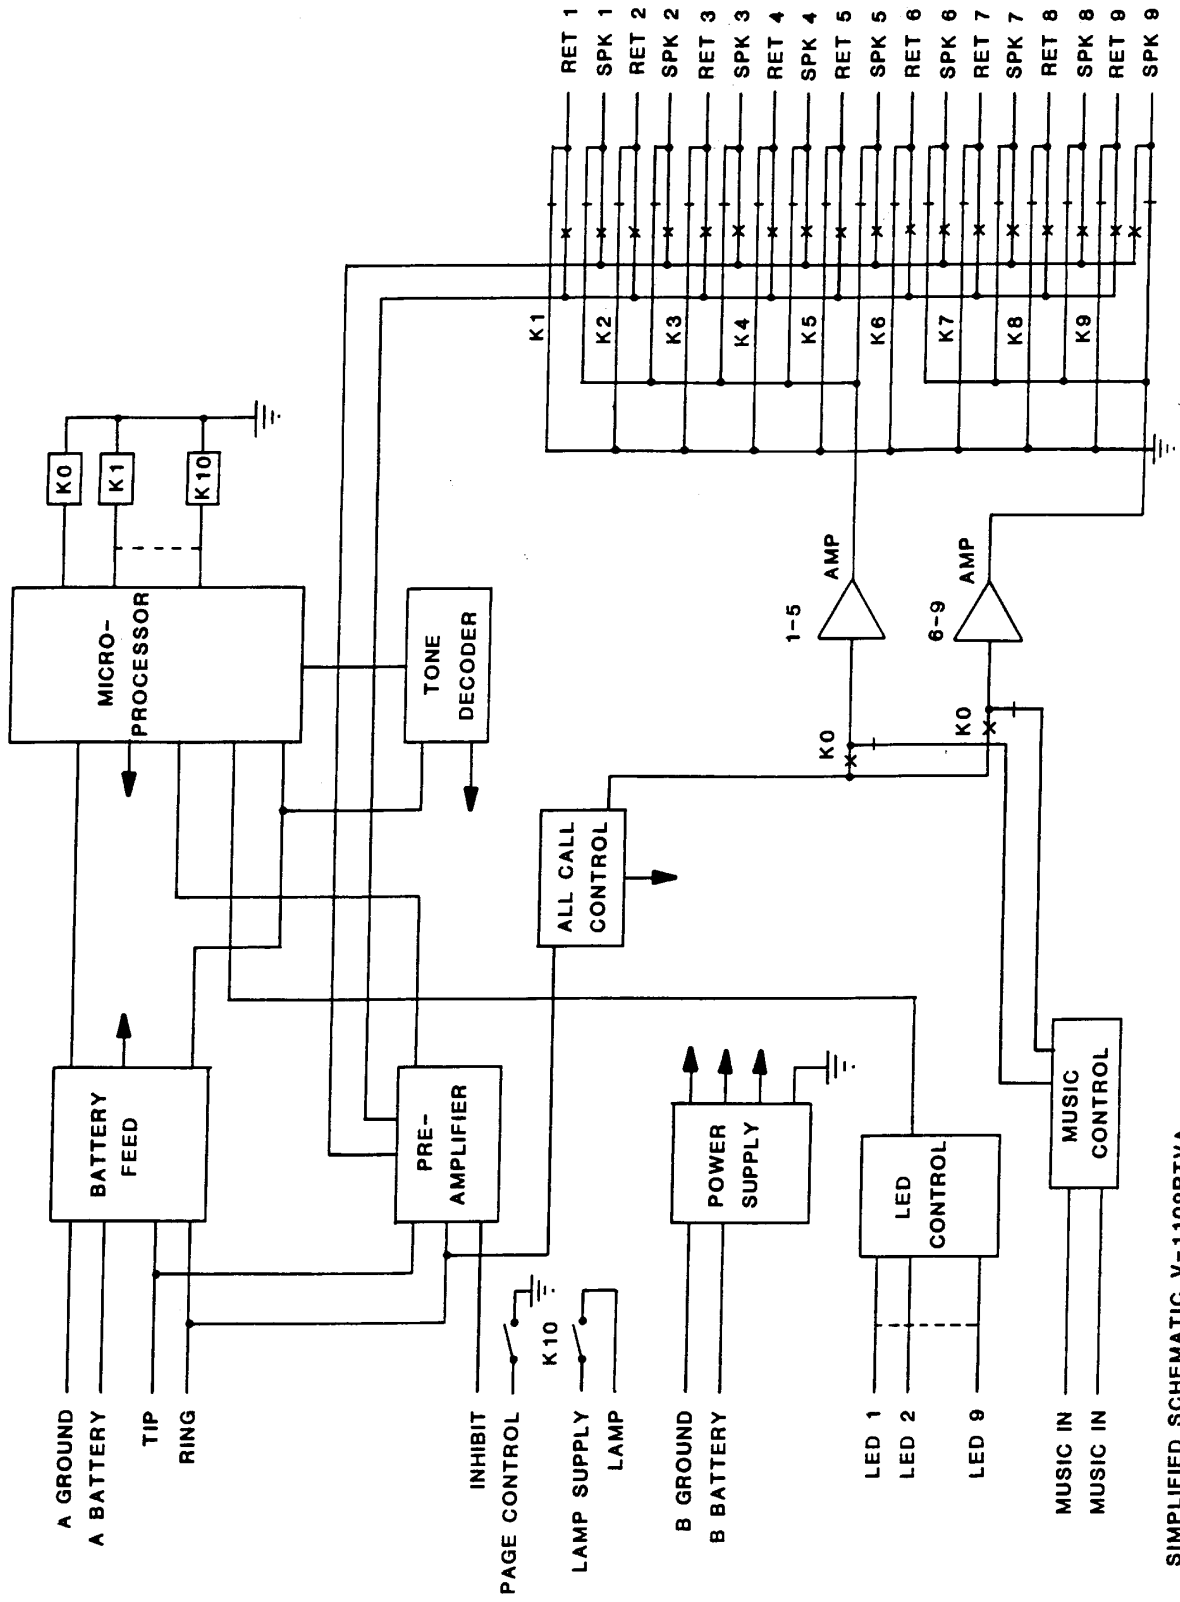 A GROUND
A BATTERY
TIP
RING
INHIBIT
PAGE CONTROL
K10
LAMP SUPPLY
LAMP
B GROUND
B BATTERY
LED 1
LED 2
LED 9
MUSIC IN
MUSIC IN
BATTERY
FEED
PRE-
AMPLIFIER
POWER
SUPPLY
LED
CONTROL
MUSIC
CONTROL
MICRO-
PROCESSOR
TONE
DECODER
ALL CALL
CONTROL
K0
K1
K10
K0
K0
1-5
AMP
6-9
AMP
K1
K2
K3
K4
K5
K6
K7
K8
K9
RET 1
SPK 1
RET 2
SPK 2
RET 3
SPK 3
RET 4
SPK 4
RET 5
SPK 5
RET 6
SPK 6
RET 7
SPK 7
RET 8
SPK 8
RET 9
SPK 9
SIMPLIFIED SCHEMATIC